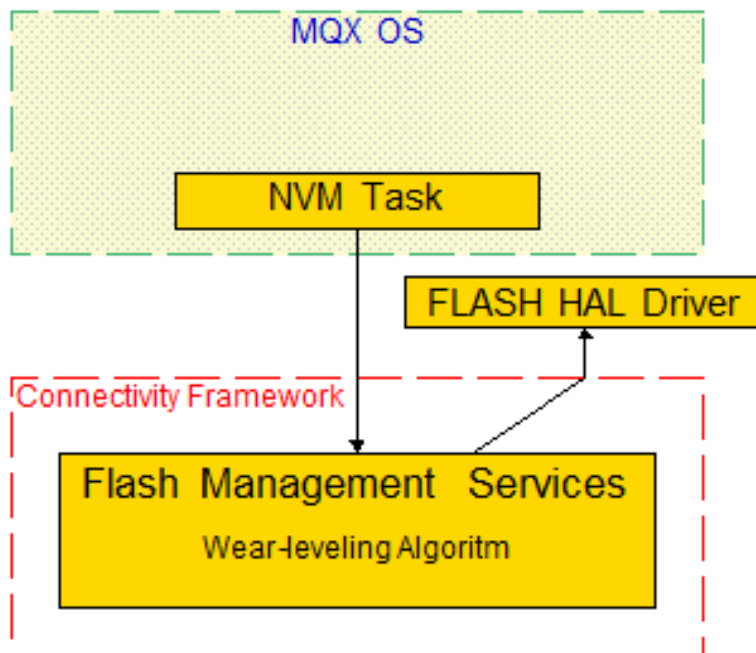 MQX OS
NVM Task
FLASH HAL Driver
Connectivity Framework
Flash Management Services
Wear-leveling Algoritm